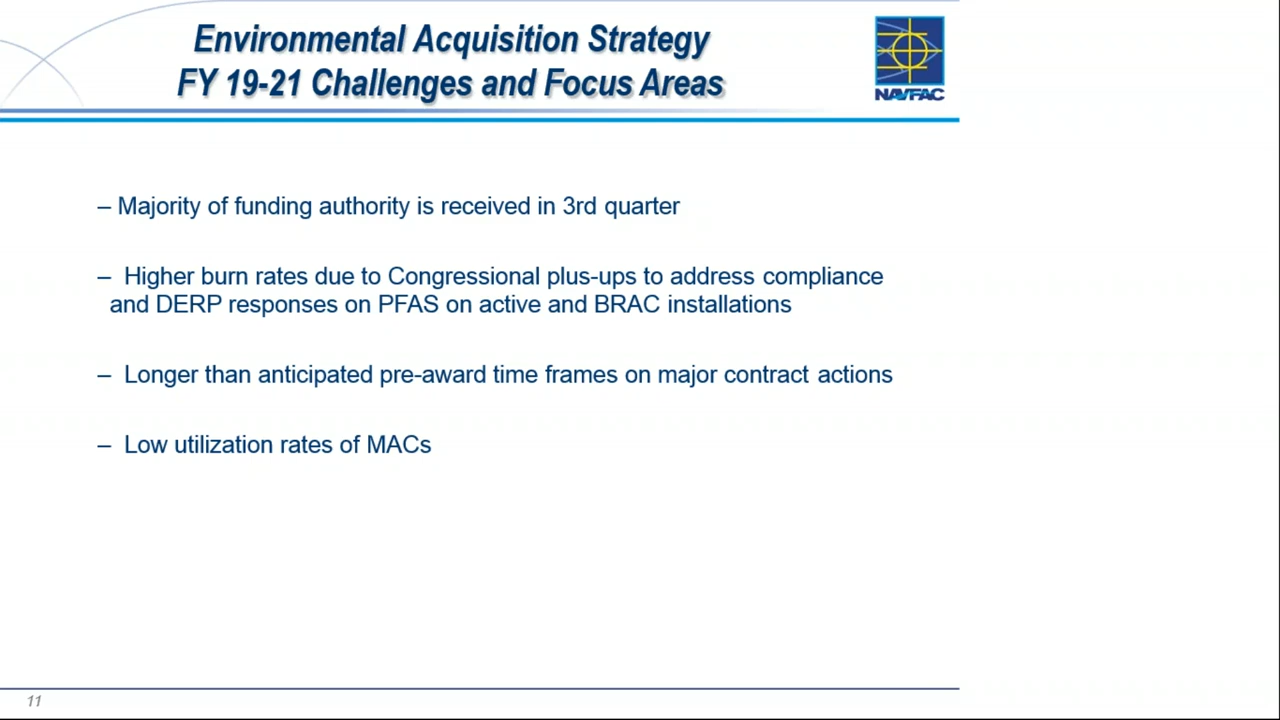 Environmental Acquisition Strategy
FY 19-21 Challenges and Focus Areas
NAVFAC
– Majority of funding authority is received in 3rd quarter
– Higher burn rates due to Congressional plus-ups to address compliance
and DERP responses on PFAS on active and BRAC installations
– Longer than anticipated pre-award time frames on major contract actions
– Low utilization rates of MACs
11